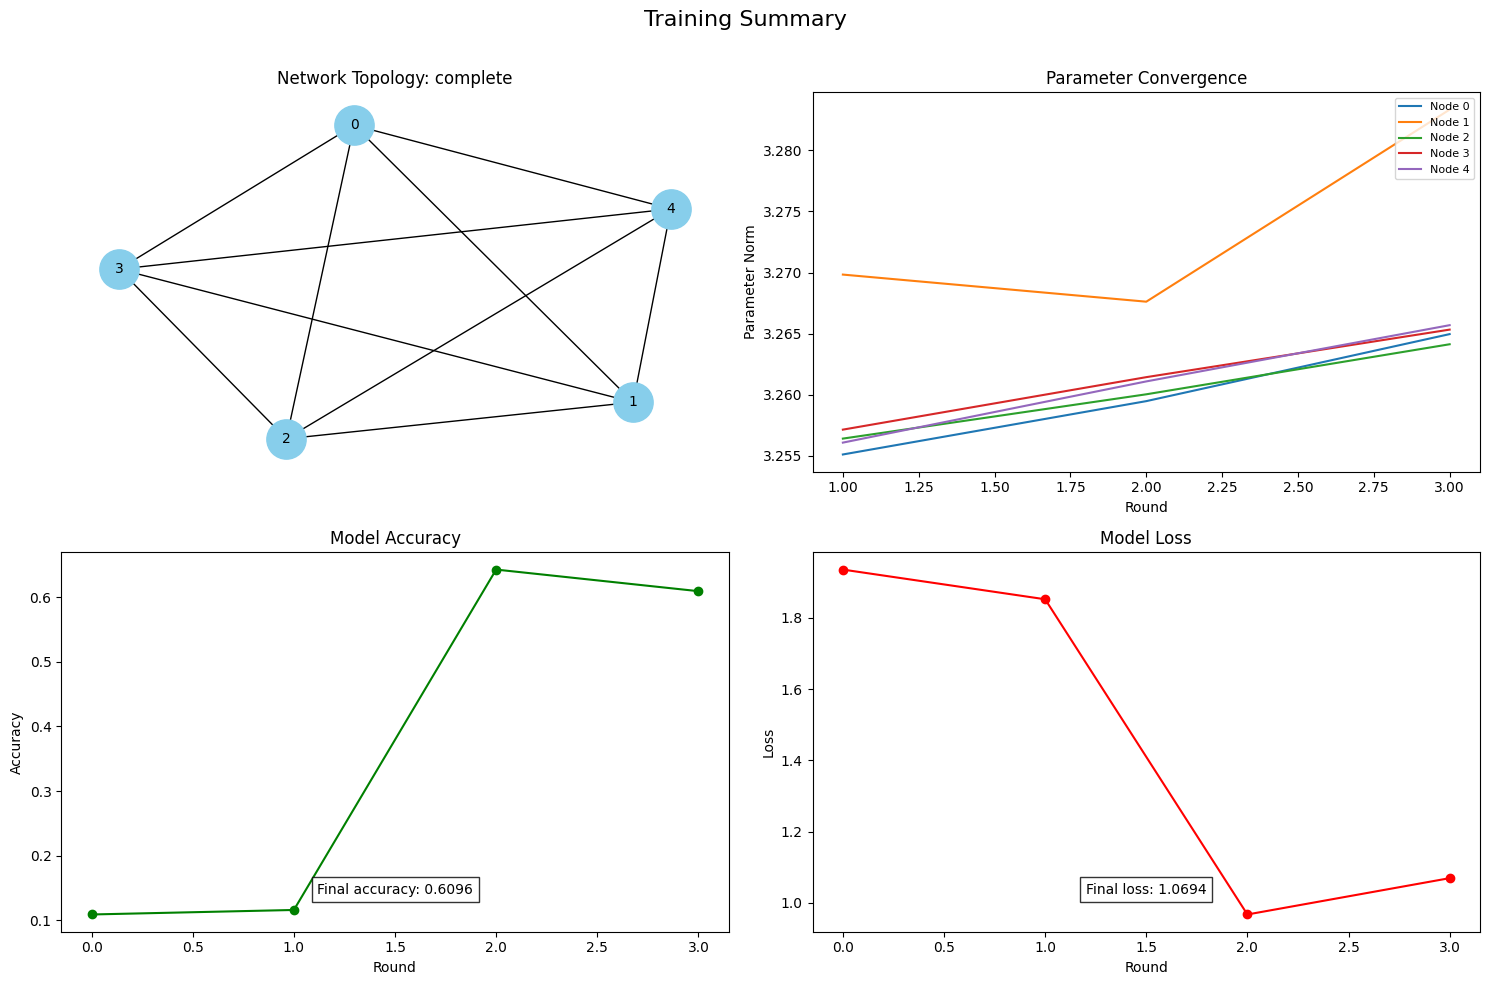 Training Summary
Network Topology: complete
0
4
3
1
2
Parameter Convergence
Parameter Norm
3.280
3.275
3.270
3.265
3.260
3.255
Node 0
Node 1
Node 2
Node 3
Node 4
1.00 1.25 1.50 1.75 2.00 2.25 2.50 2.75 3.00
Round
Model Accuracy
Accuracy
0.6
0.5
0.4
0.3
0.2
0.1
Final accuracy: 0.6096
0.0 0.5 1.0 1.5 2.0 2.5 3.0
Round
Model Loss
Loss
1.8
1.6
1.4
1.2
1.0
Final loss: 1.0694
0.0 0.5 1.0 1.5 2.0 2.5 3.0
Round